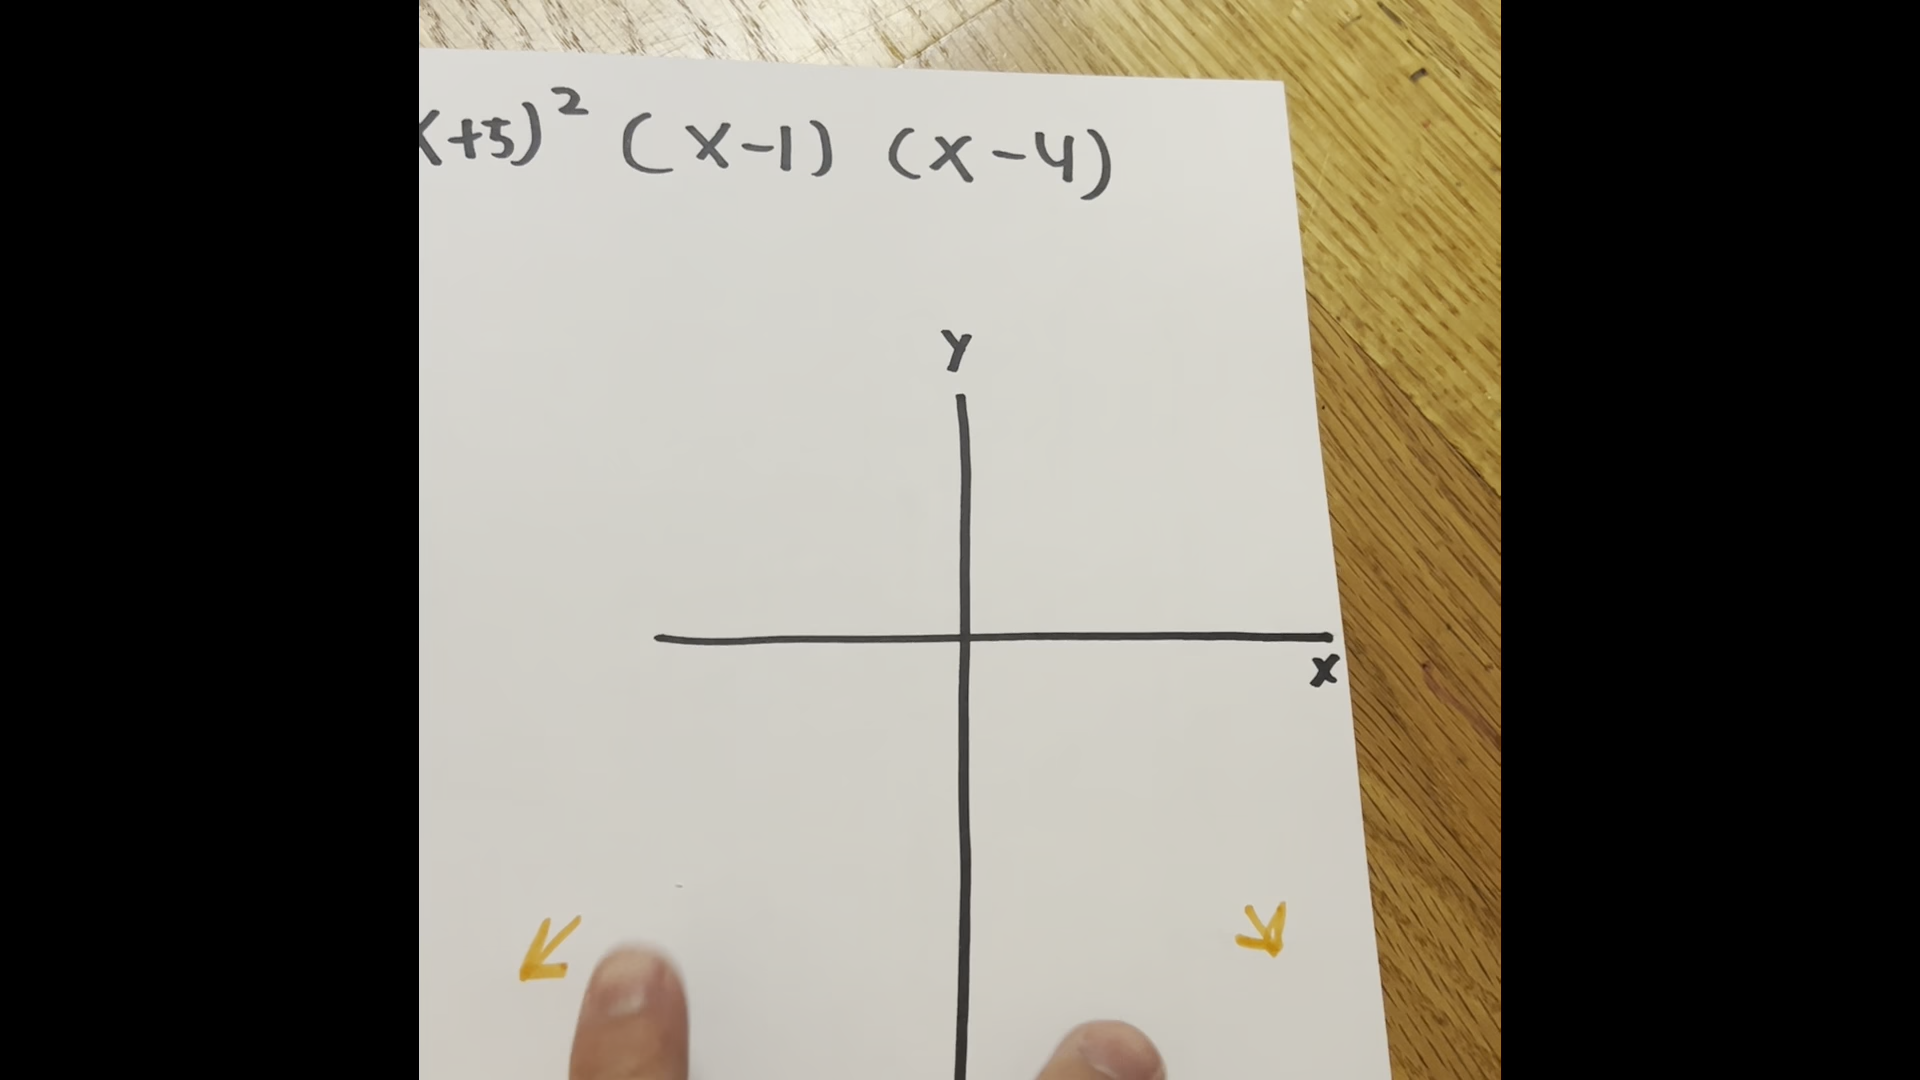 x+5)² (x-1) (x-4)
y
x